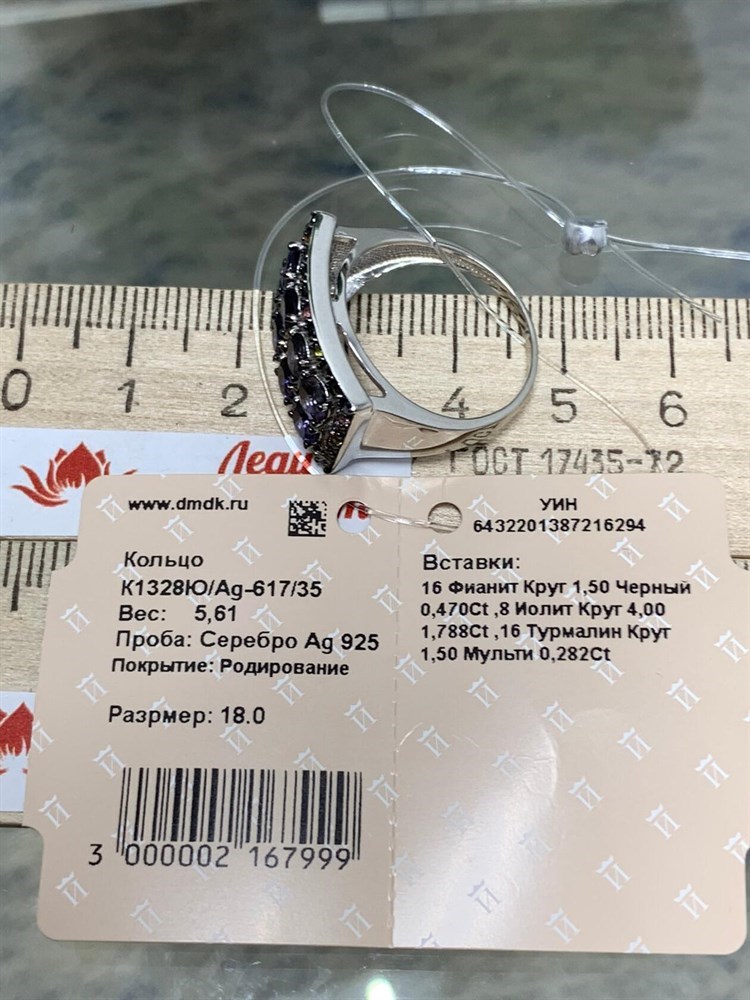 0 1 2 4 5 6
Леди
ГОСТ 17435-72
www.dmdk.ru
Кольцо
К1328Ю/Ag-617/35
Вес: 5,61
Проба: Серебро Ag 925
Покрытие: Родирование
Разрмер: 18.0
3 000002 167999
УИН
6432201387216294
Вставки:
16 Фианит Круг 1,50 Черный
0,470Ct ,8 Иолит Круг 4,00
1,788Ct ,16 Турмалин Круг
1,50 Мульти 0,282Ct